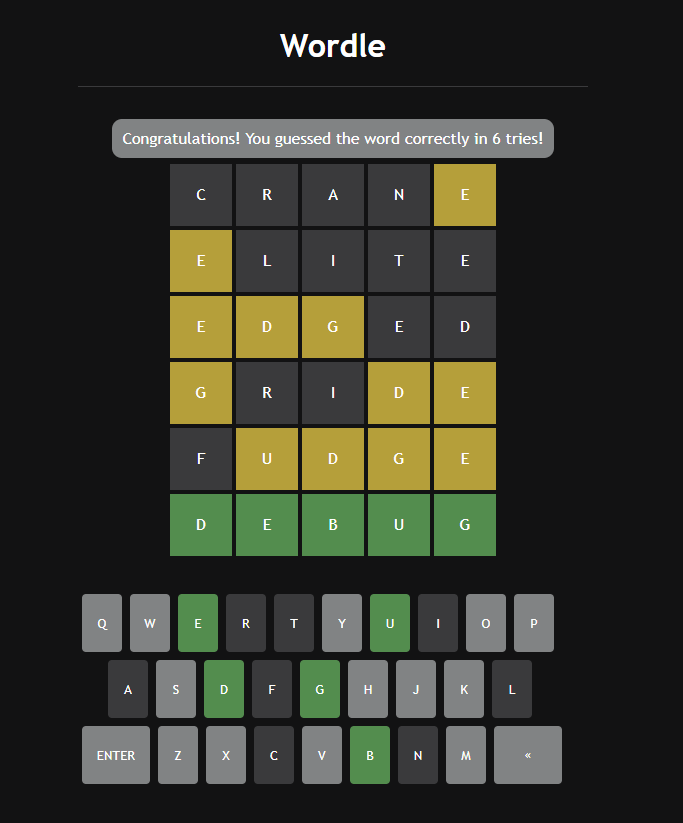 Wordle
Congratulations! You guessed the word correctly in 6 tries!
C R A N E
E L I T E
E D G E D
G R I D E
F U D G E
D E B U G
Q W E R T Y U I O P
A S D F G H J K L
ENTER Z X C V B N M «